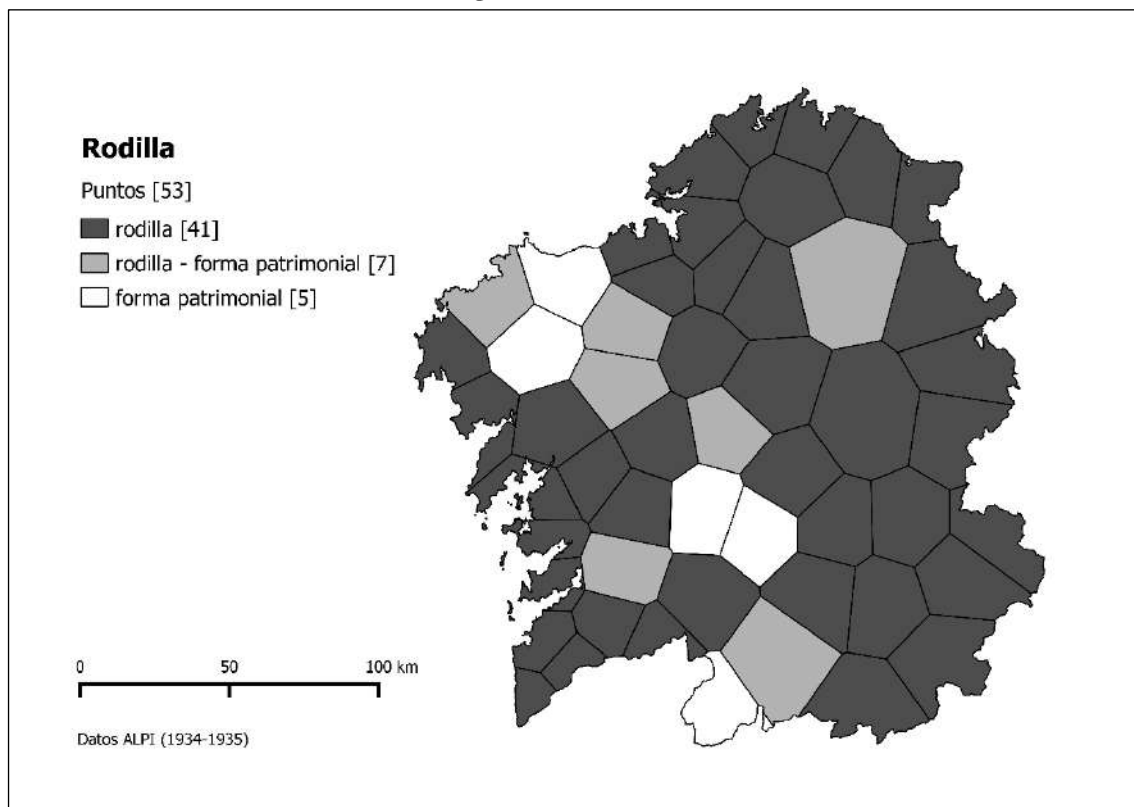 Rodilla
Puntos [53]
rodilla [41]
rodilla - forma patrimonial [7]
forma patrimonial [5]
0 50 100 km
Datos ALPI (1934-1935)